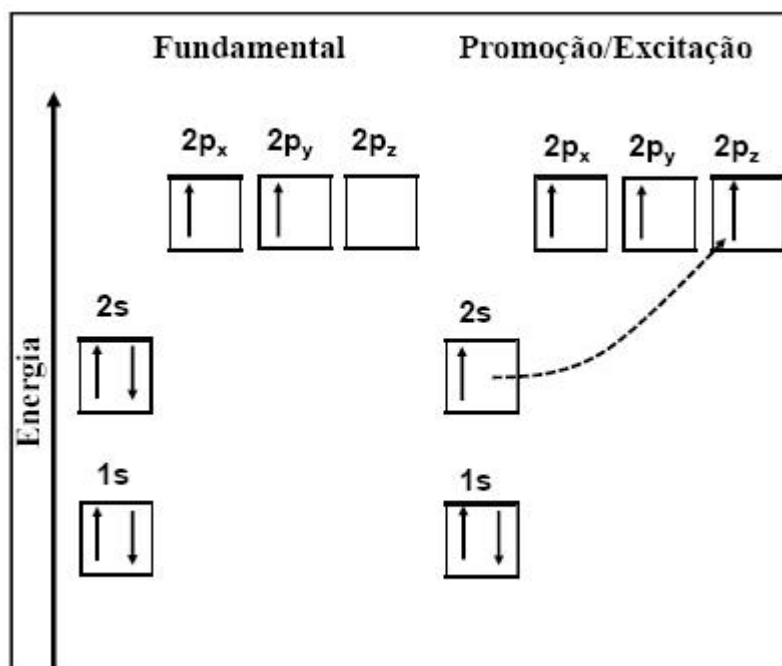 Fundamental Promoção/Excitação
2pₓ 2pᵧ 2p_z 2pₓ 2pᵧ 2p_z
2s 2s
Energia
1s 1s